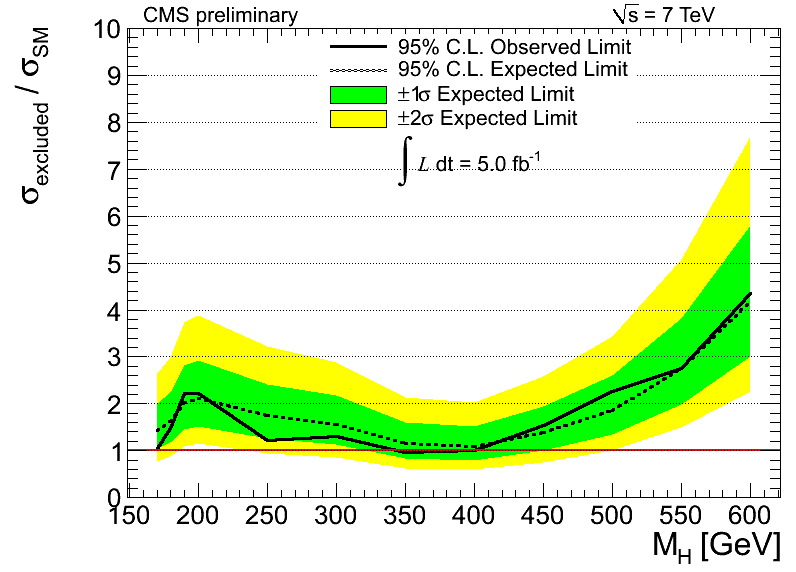 CMS preliminary
√s = 7 TeV
σexcluded / σSM
95% C.L. Observed Limit
95% C.L. Expected Limit
±1σ Expected Limit
±2σ Expected Limit
∫ L dt = 5.0 fb-1
10
9
8
7
6
5
4
3
2
1
0
150 200 250 300 350 400 450 500 550 600
MH [GeV]